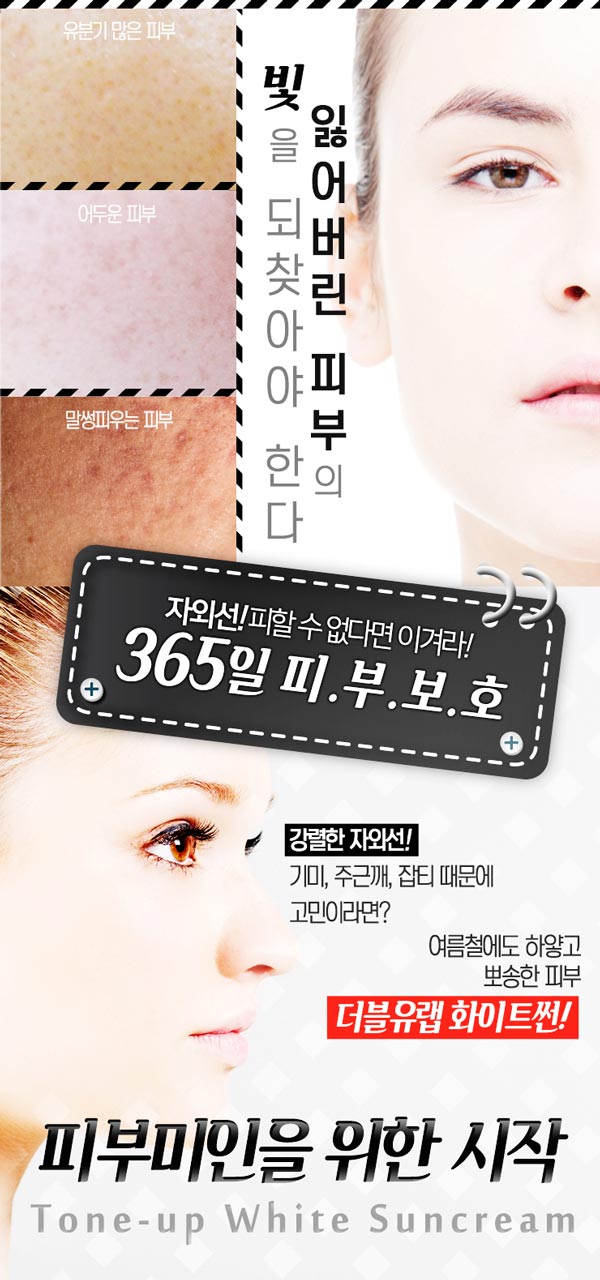 유분기 많은 피부
어두운 피부
말썽피우는 피부
잃어버린 피부의
빛을 되찾아야 한다
자외선! 피할 수 없다면 이겨라!
365일 피.부.보.호
강렬한 자외선!
기미, 주근깨, 잡티 때문에
고민이라면?
여름철에도 하얗고
뽀송한 피부
더블유랩 화이트썬!
피부미인을 위한 시작
Tone-up White Suncream